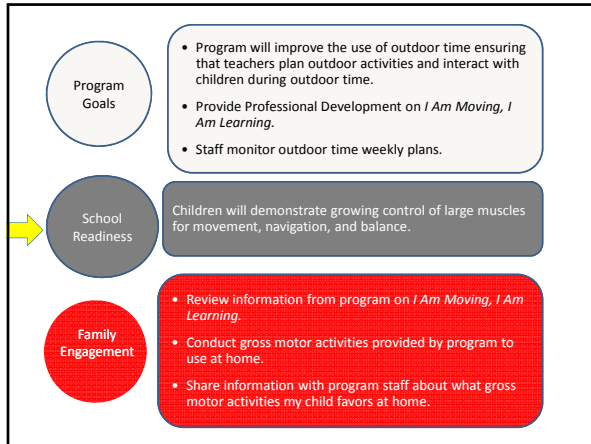 Program
Goals
• Program will improve the use of outdoor time ensuring
that teachers plan outdoor activities and interact with
children during outdoor time.
• Provide Professional Development on I Am Moving, I
Am Learning.
• Staff monitor outdoor time weekly plans.
School
Readiness
Children will demonstrate growing control of large muscles
for movement, navigation, and balance.
Family
Engagement
• Review information from program on I Am Moving, I Am
Learning.
• Conduct gross motor activities provided by program to
use at home.
• Share information with program staff about what gross
motor activities my child favors at home.